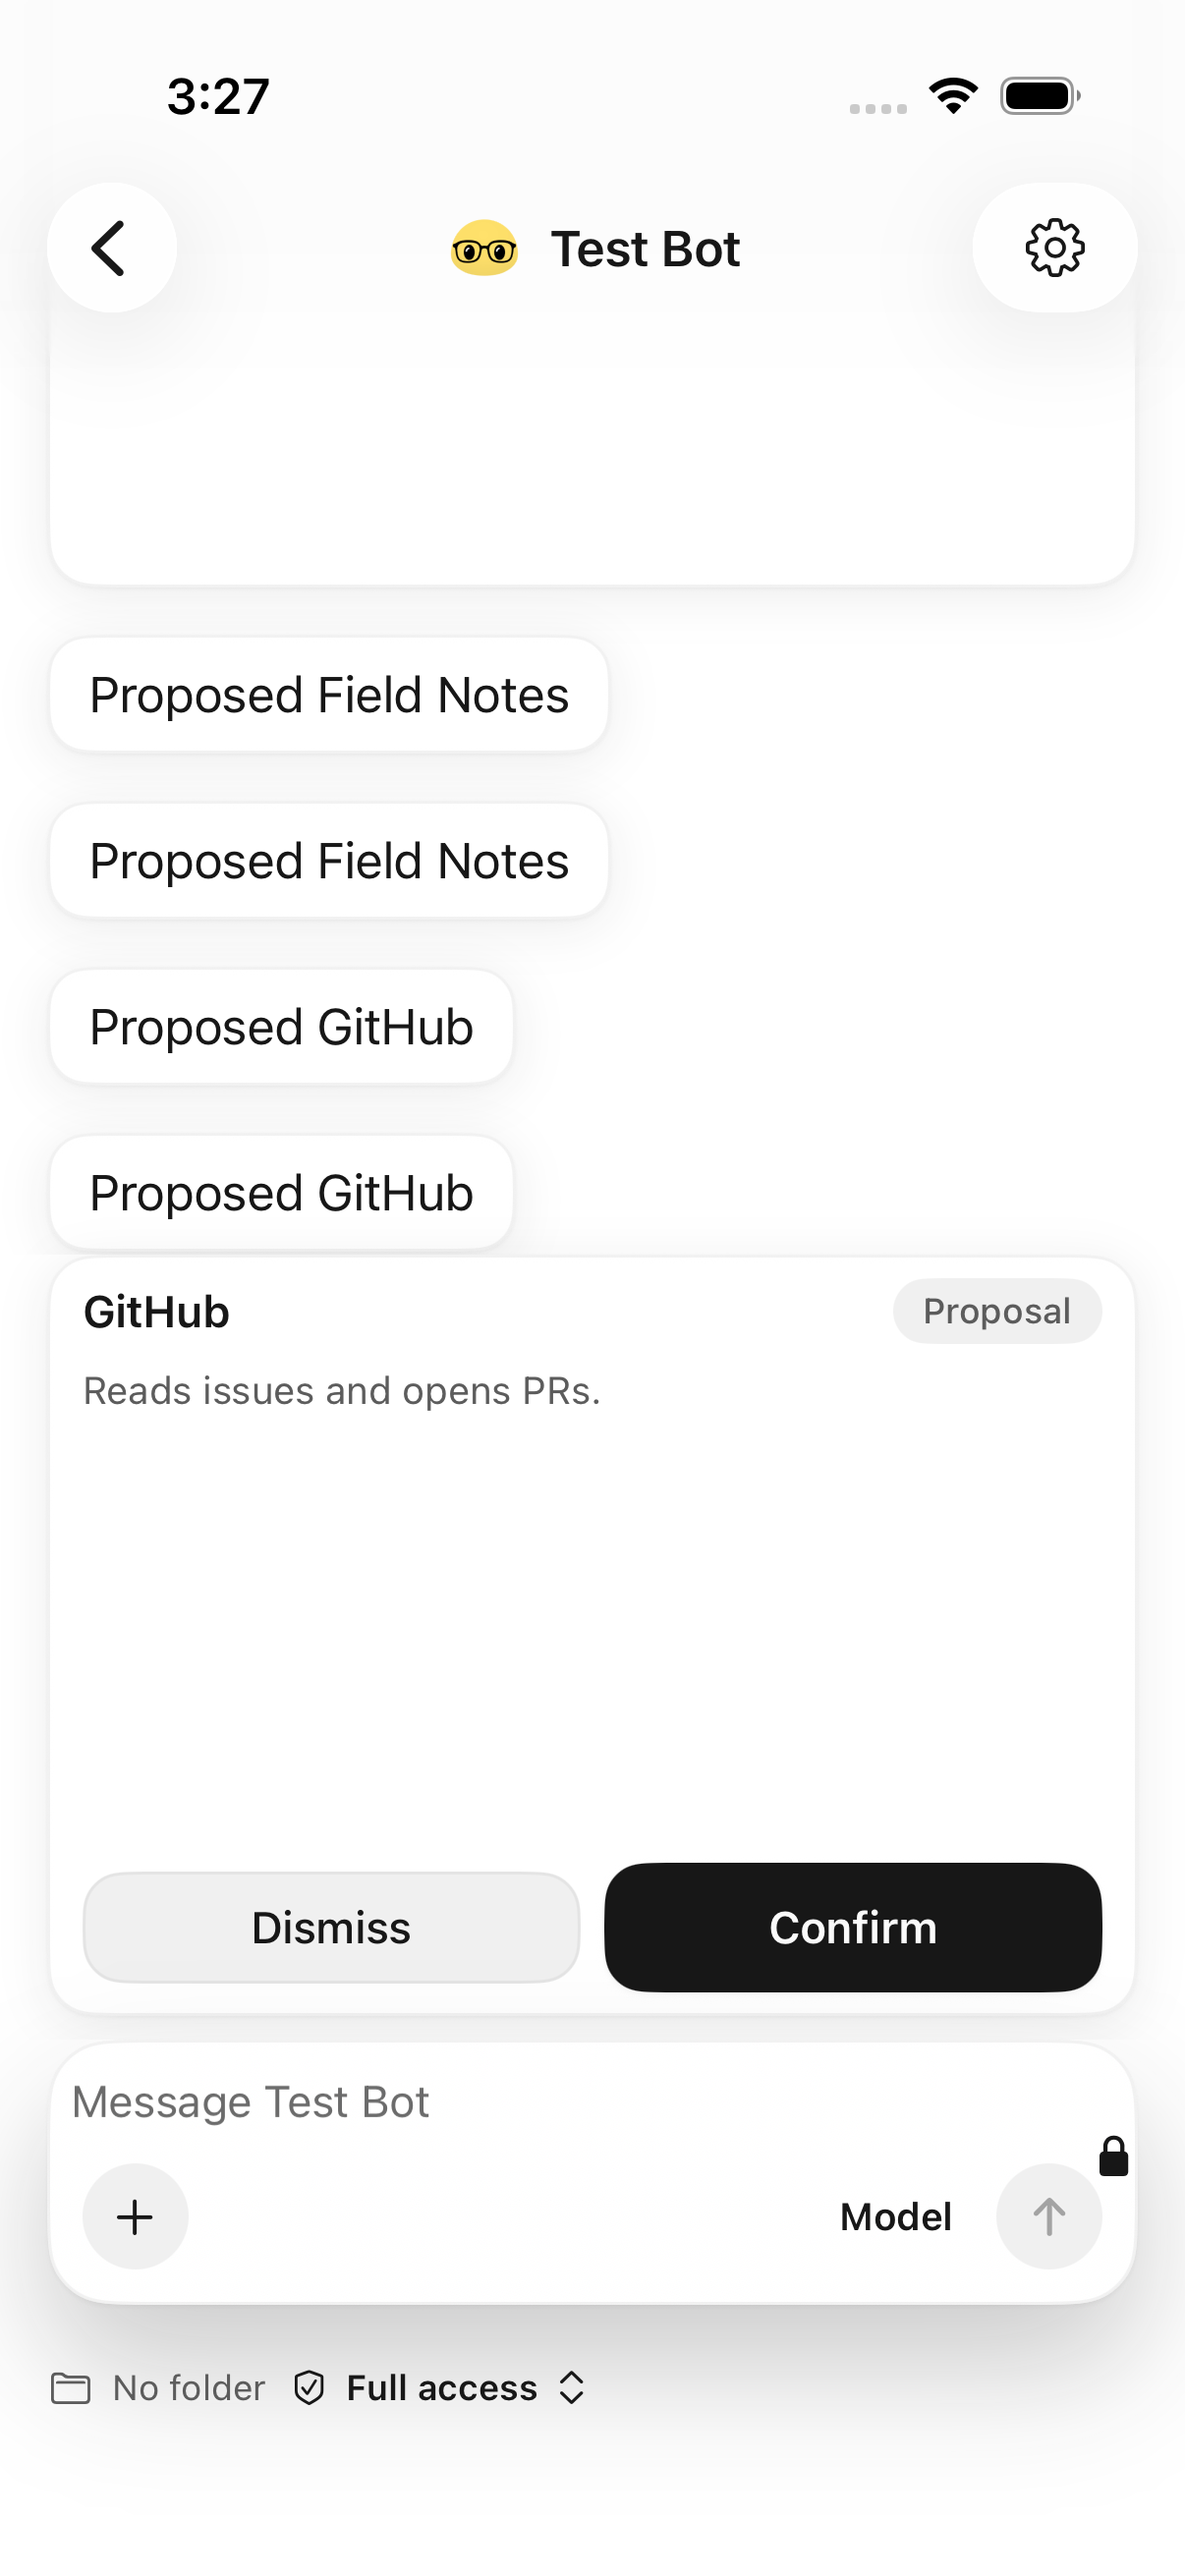 3:27
Test Bot
Proposed Field Notes
Proposed Field Notes
Proposed GitHub
Proposed GitHub
GitHub
Proposal
Reads issues and opens PRs.
Dismiss
Confirm
Message Test Bot
Model
No folder
Full access